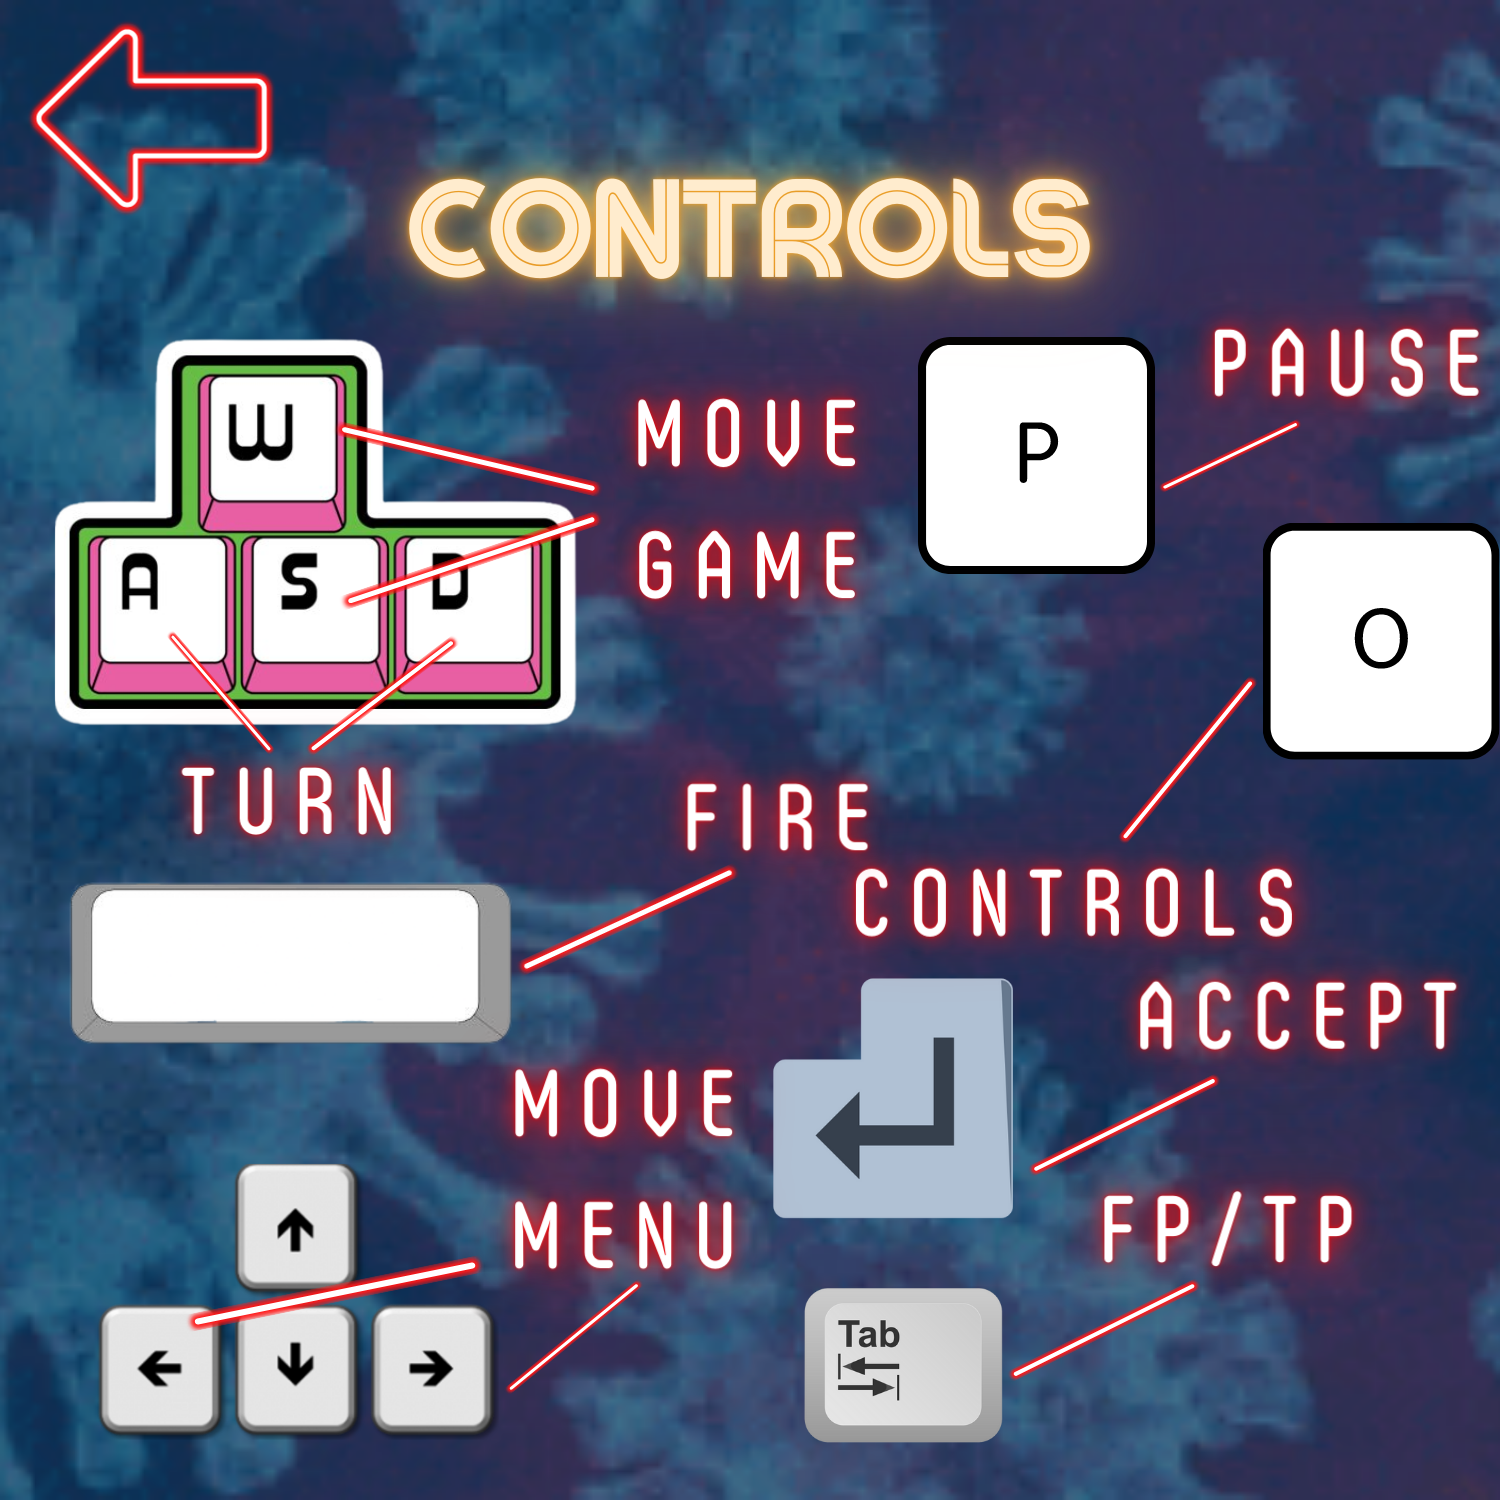 CONTROLS
PAUSE
W
MOVE
GAME
P
A S D
O
TURN
FIRE
CONTROLS
ACCEPT
MOVE
MENU
FP/TP
Tab